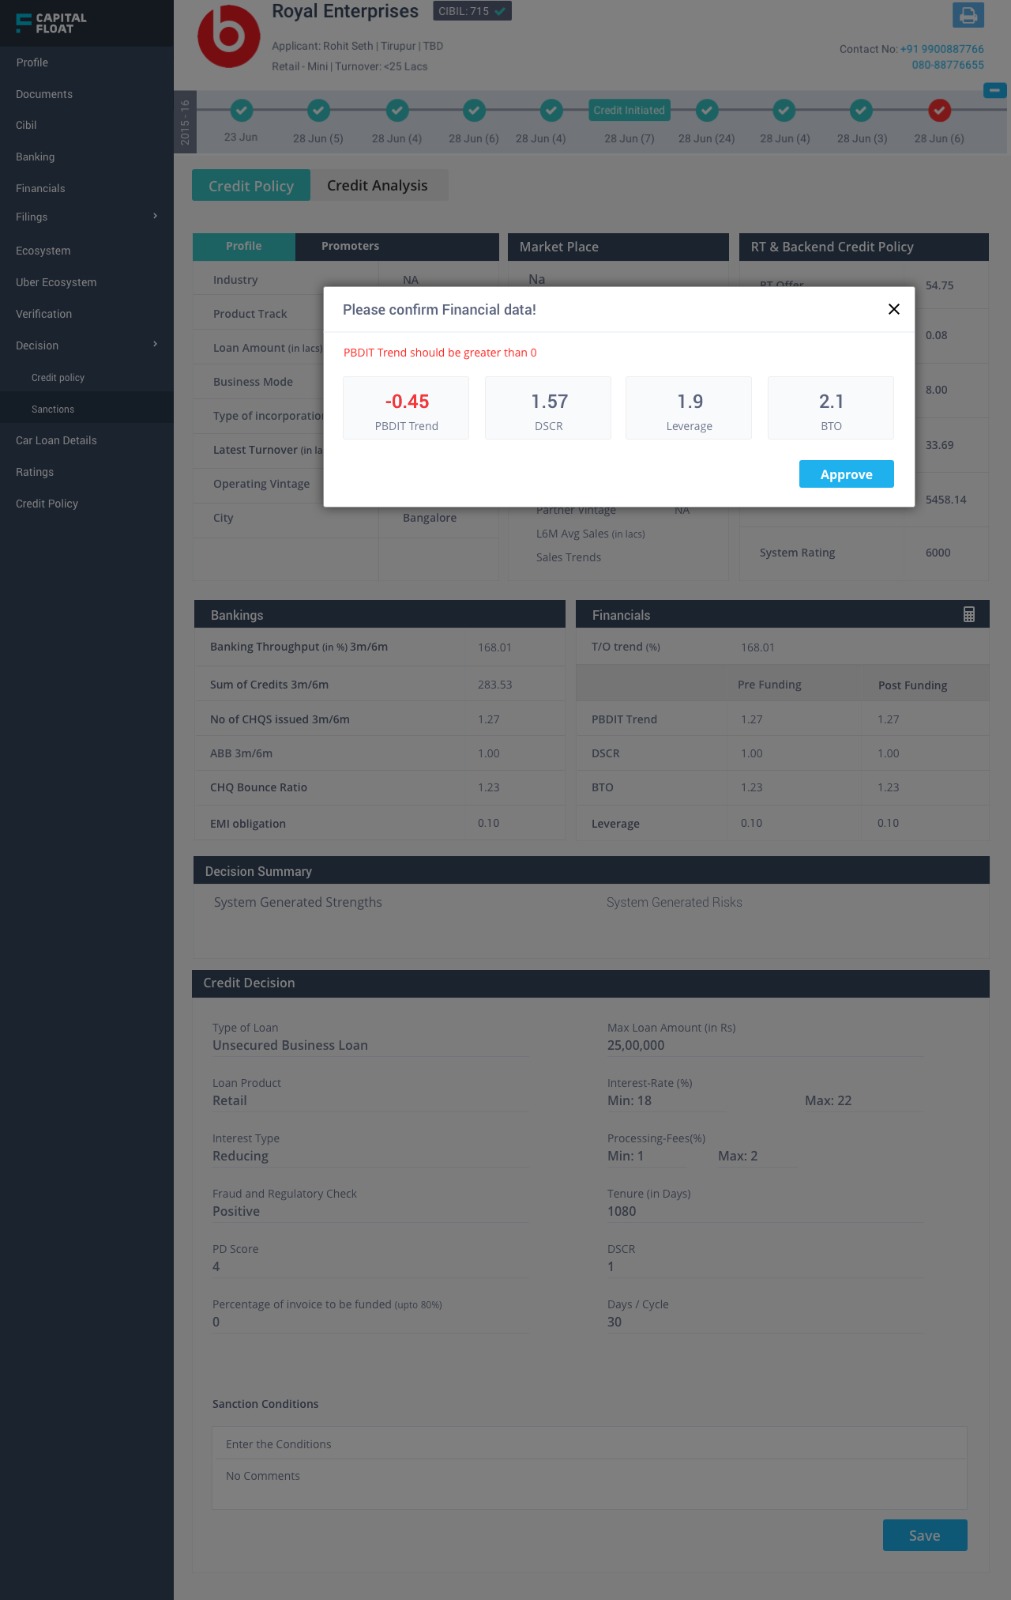 CAPITAL
FLOAT
Profile
Documents
Cibil
Banking
Financials
Filings
Ecosystem
Uber Ecosystem
Verification
Decision
Credit policy
Sanctions
Car Loan Details
Ratings
Credit Policy
b
Royal Enterprises CIBIL: 715
Applicant: Rohit Seth | Tirupur | TBD
Retail - Mini | Turnover: <25 Lacs
Contact No: +91 9900887766
080-88776655
2015 - 16
Credit Initiated
23 Jun 28 Jun (5) 28 Jun (4) 28 Jun (6) 28 Jun (4) 28 Jun (7) 28 Jun (24) 28 Jun (4) 28 Jun (3) 28 Jun (6)
Credit Policy Credit Analysis
Profile Promoters
Industry NA
Product Track
Loan Amount (in lacs)
Business Mode
Type of incorporatio
Latest Turnover (in la
Operating Vintage
City Bangalore
Market Place
Na
Partner Vintage NA
L6M Avg Sales (in lacs)
Sales Trends
RT & Backend Credit Policy
RT Offer 54.75
0.08
8.00
33.69
5458.14
System Rating 6000
Please confirm Financial data!
PBDIT Trend should be greater than 0
-0.45 1.57 1.9 2.1
PBDIT Trend DSCR Leverage BTO
Approve
Bankings
Banking Throughput (in %) 3m/6m 168.01
Sum of Credits 3m/6m 283.53
No of CHQS issued 3m/6m 1.27
ABB 3m/6m 1.00
CHQ Bounce Ratio 1.23
EMI obligation 0.10
Financials
T/O trend (%) 168.01
Pre Funding Post Funding
PBDIT Trend 1.27 1.27
DSCR 1.00 1.00
BTO 1.23 1.23
Leverage 0.10 0.10
Decision Summary
System Generated Strengths System Generated Risks
Credit Decision
Type of Loan Max Loan Amount (in Rs)
Unsecured Business Loan 25,00,000
Loan Product Interest-Rate (%)
Retail Min: 18 Max: 22
Interest Type Processing-Fees(%)
Reducing Min: 1 Max: 2
Fraud and Regulatory Check Tenure (in Days)
Positive 1080
PD Score DSCR
4 1
Percentage of invoice to be funded (upto 80%) Days / Cycle
0 30
Sanction Conditions
Enter the Conditions
No Comments
Save